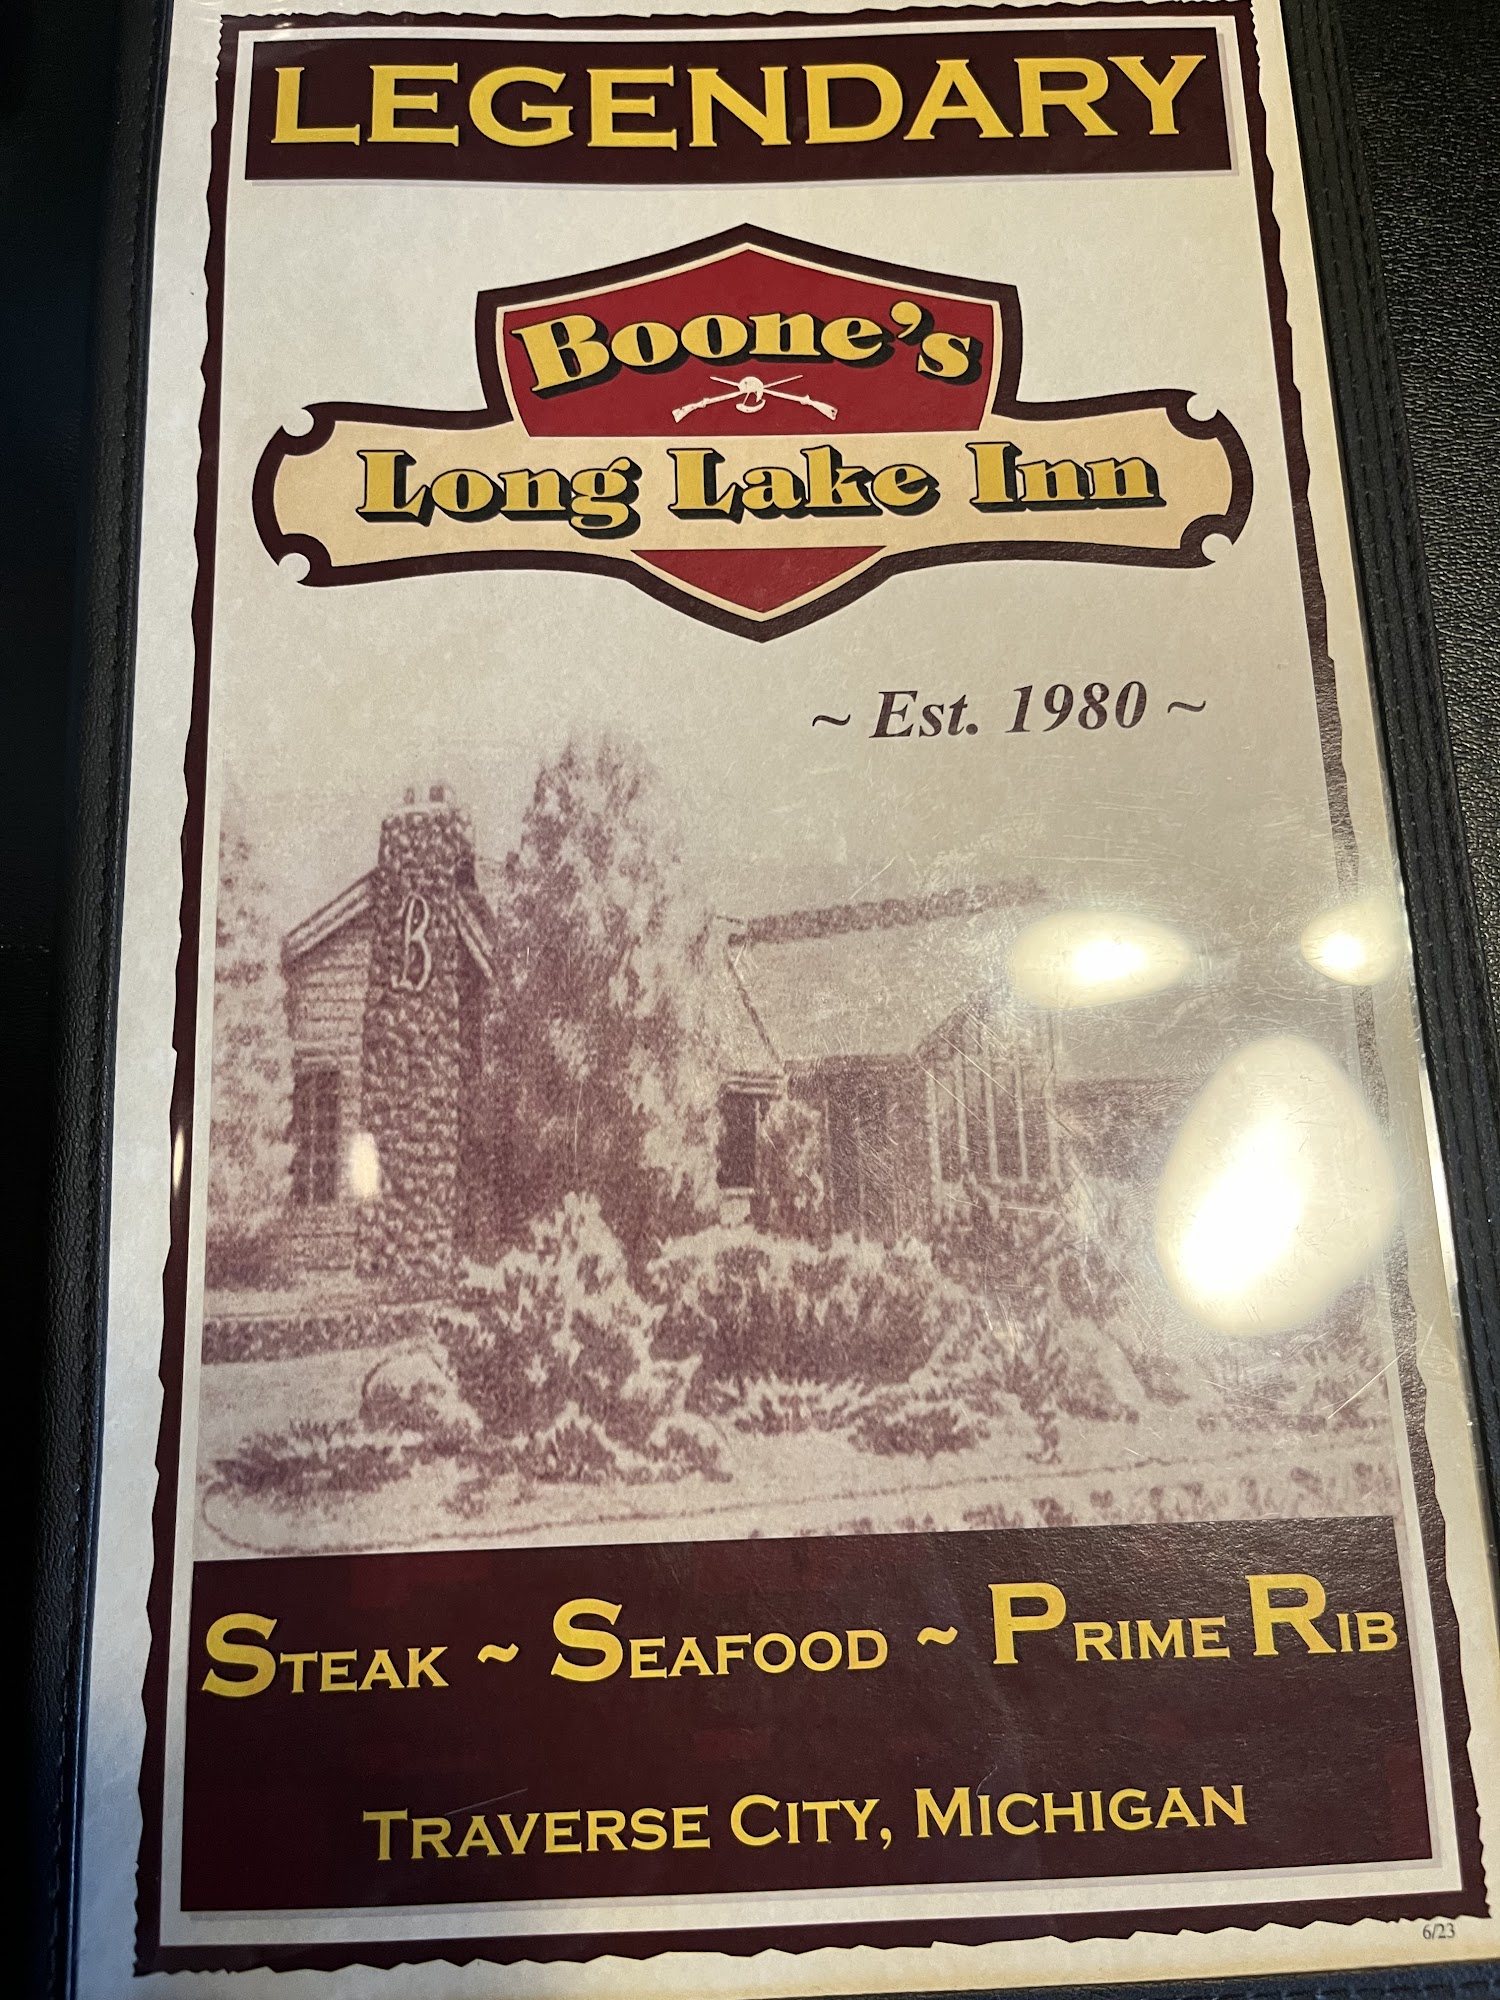 LEGENDARY
Boone's
Long Lake Inn
~ Est. 1980 ~
B
STEAK ~ SEAFOOD ~ PRIME RIB
TRAVERSE CITY, MICHIGAN
6/23